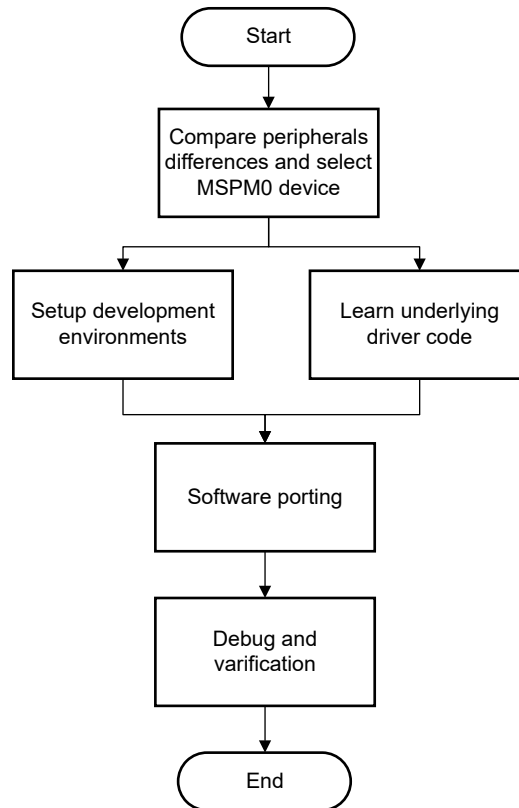 Start
Compare peripherals
differences and select
MSPM0 device
Setup development
environments
Learn underlying
driver code
Software porting
Debug and
varification
End